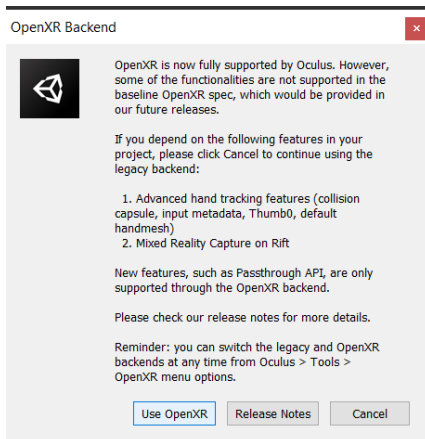 OpenXR Backend
OpenXR is now fully supported by Oculus. However,
some of the functionalities are not supported in the
baseline OpenXR spec, which would be provided in
our future releases.
If you depend on the following features in your
project, please click Cancel to continue using the
legacy backend:
1. Advanced hand tracking features (collision
capsule, input metadata, Thumb0, default
handmesh)
2. Mixed Reality Capture on Rift
New features, such as Passthrough API, are only
supported through the OpenXR backend.
Please check our release notes for more details.
Reminder: you can switch the legacy and OpenXR
backends at any time from Oculus > Tools >
OpenXR menu options.
Use OpenXR Release Notes Cancel